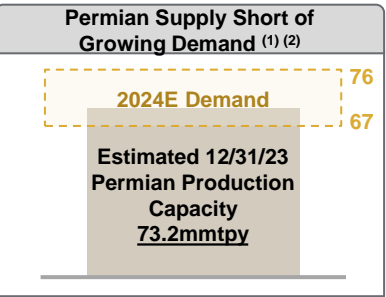 Permian Supply Short of
Growing Demand (1) (2)
76
2024E Demand
67
Estimated 12/31/23
Permian Production
Capacity
73.2mmtpy